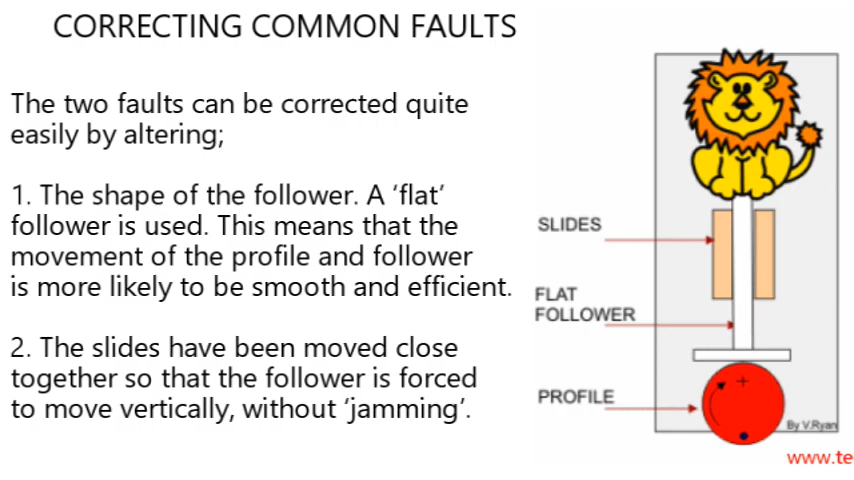 CORRECTING COMMON FAULTS
The two faults can be corrected quite
easily by altering;
1. The shape of the follower. A ‘flat’
follower is used. This means that the
movement of the profile and follower
is more likely to be smooth and efficient.
2. The slides have been moved close
together so that the follower is forced
to move vertically, without ‘jamming’.
SLIDES
FLAT
FOLLOWER
PROFILE
By V.Ryan
www.te